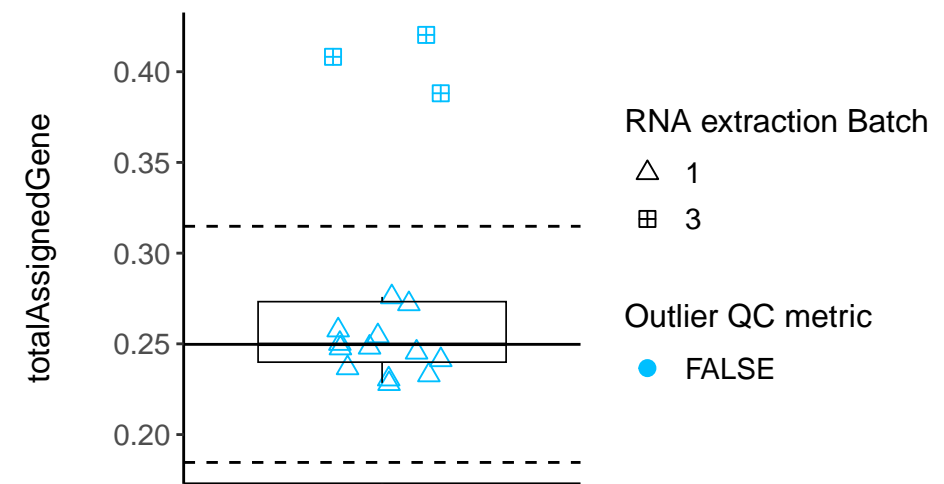 totalAssignedGene
0.40
0.35
0.30
0.25
0.20
RNA extraction Batch
1
3
Outlier QC metric
FALSE